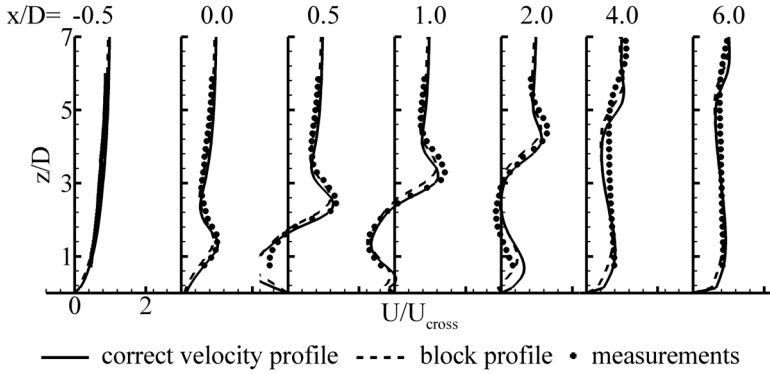 x/D= -0.5 0.0 0.5 1.0 2.0 4.0 6.0
7
5
z/D
3
1
0 2
U/U_cross
correct velocity profile block profile measurements